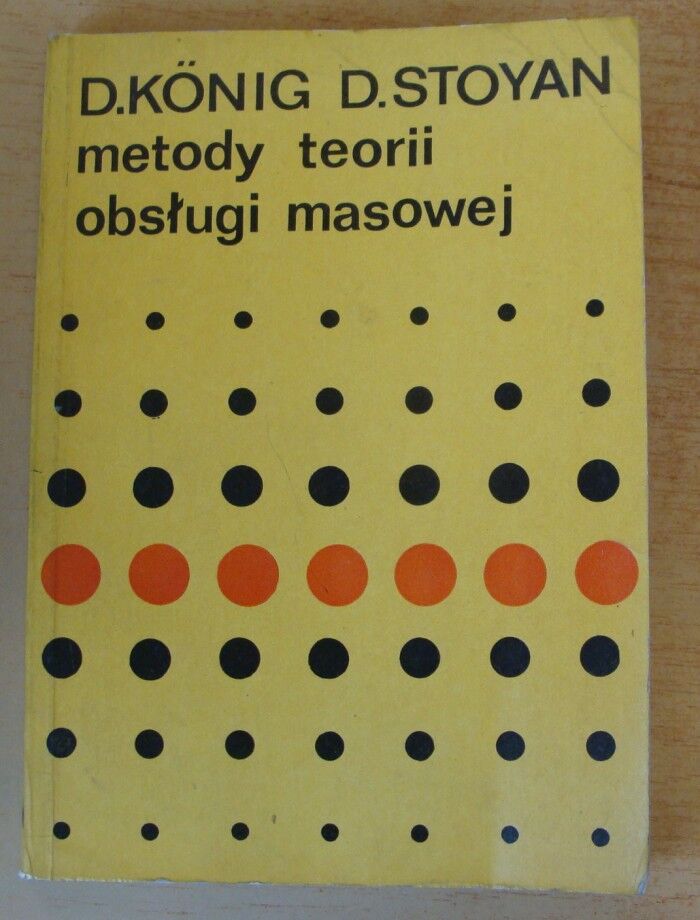 D.KÖNIG D.STOYAN
metody teorii
obsługi masowej